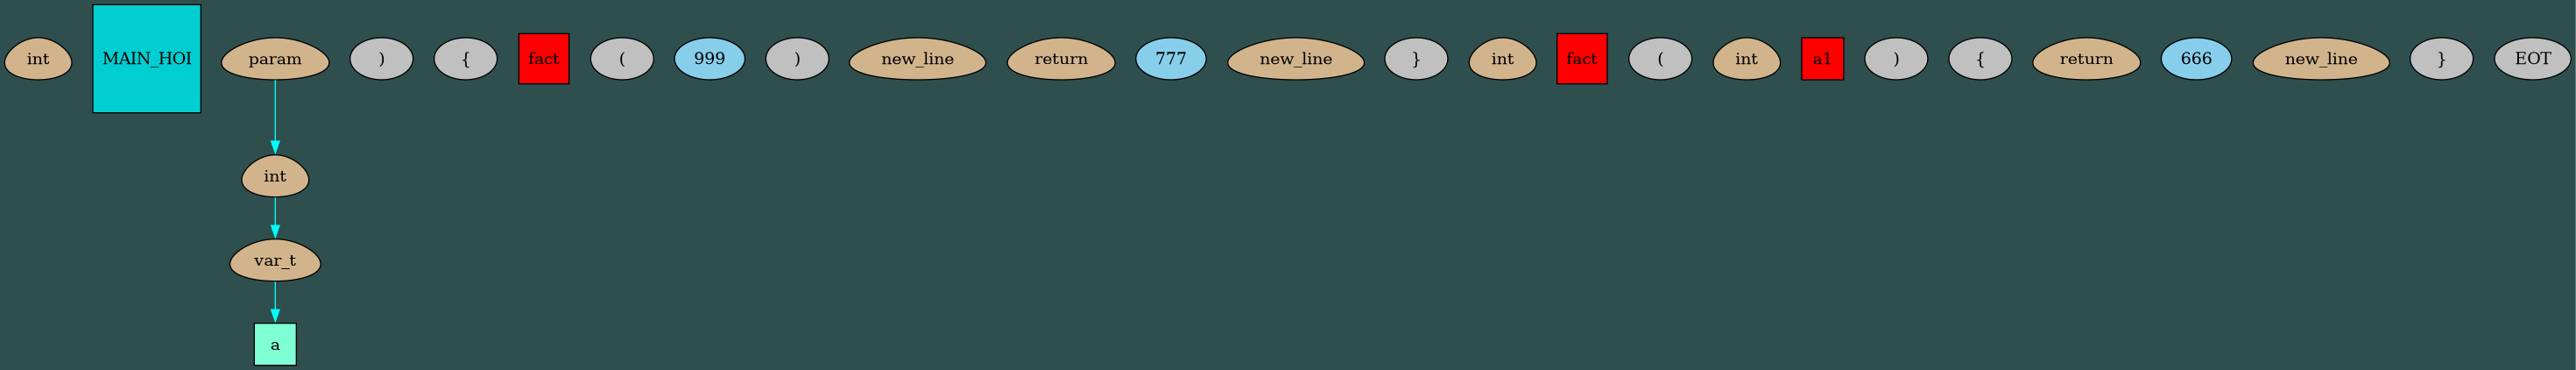 int MAIN_HOI param ) { fact ( 999 ) new_line return 777 new_line } int fact ( int a1 ) { return 666 new_line } EOT
int
var_t
a